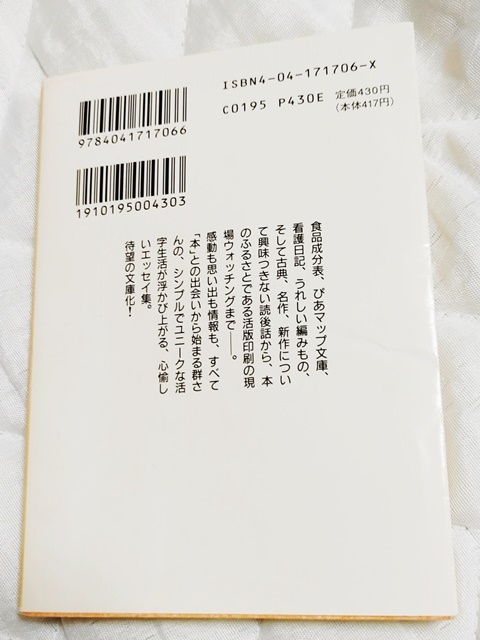 ISBN4-04-171706-X
C0195 P430E
定価430円
(本体417円)
9784041717066
1910195004303
食品成分表、ぴあマップ文庫、
看護日記、うれしい編みもの、
そして古典、名作、新作につい
て興味つきない読後話から、本
のふるさとである活版印刷の現
場ウォッチングまで――。
感動も思い出も情報も、すべて
「本」との出会いから始まる群さ
んの、シンプルでユニークな活
字生活が浮かび上がる、心愉し
いエッセイ集。
待望の文庫化!